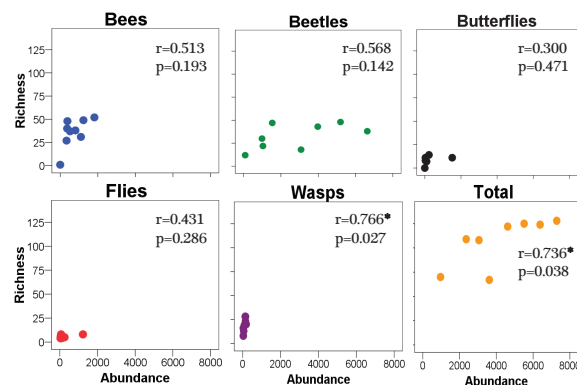 Bees
Beetles
Butterflies
r=0.513
p=0.193
r=0.568
p=0.142
r=0.300
p=0.471
Richness
125
100
75
50
25
0
Flies
Wasps
Total
r=0.431
p=0.286
r=0.766*
p=0.027
r=0.736*
p=0.038
Richness
125
100
75
50
25
0
0 2000 4000 6000 8000
0 2000 4000 6000 8000
0 2000 4000 6000 8000
Abundance
Abundance
Abundance